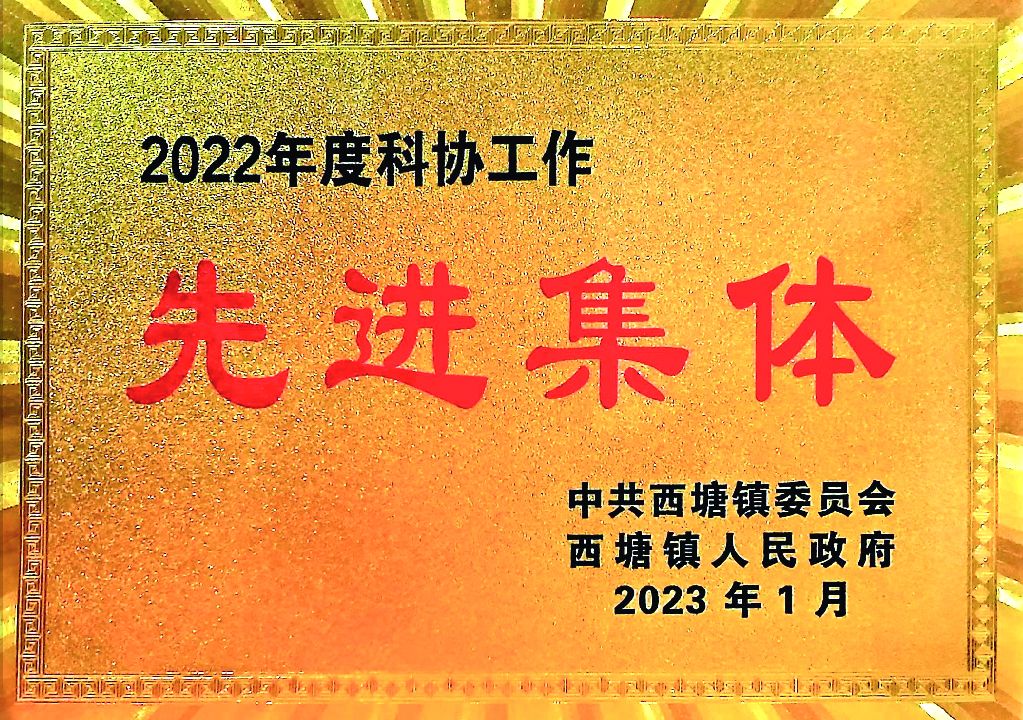 2022年度科协工作
先进集体
中共西塘镇委员会
西塘镇人民政府
2023 年 1 月